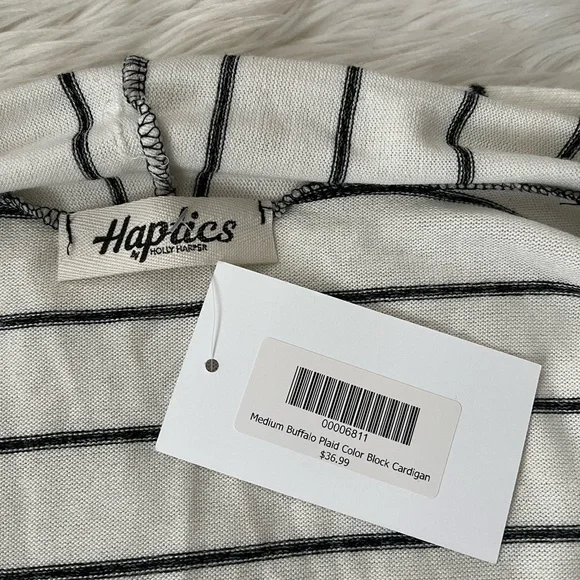 Haptics
by HOLLY HARPER
00006811
Medium Buffalo Plaid Color Block Cardigan
$36.99